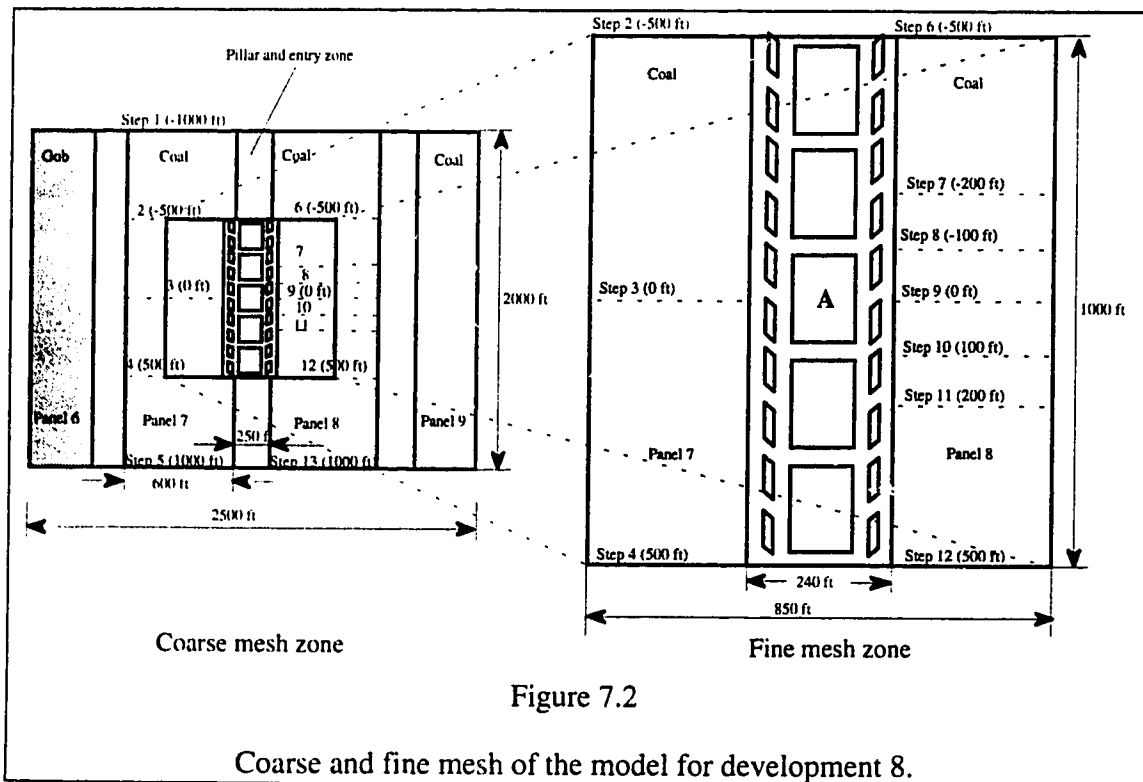 Pillar and entry zone
Step 1 (-1000 ft)
Gob
Coal
Coal
Coal
2 (-500 ft)
6 (-500 ft)
7
8
3 (0 ft)
9 (0 ft)
10
4 (500 ft)
12 (500 ft)
Panel 6
Panel 7
Panel 8
Panel 9
250 ft
Step 5 (1000 ft)
Step 13 (1000 ft)
600 ft
2500 ft
2000 ft
Coarse mesh zone
Step 2 (-500 ft)
Step 6 (-500 ft)
Coal
Coal
Step 7 (-200 ft)
Step 8 (-100 ft)
Step 3 (0 ft)
A
Step 9 (0 ft)
1000 ft
Step 10 (100 ft)
Step 11 (200 ft)
Panel 7
Panel 8
Step 4 (500 ft)
Step 12 (500 ft)
240 ft
850 ft
Fine mesh zone
Figure 7.2
Coarse and fine mesh of the model for development 8.